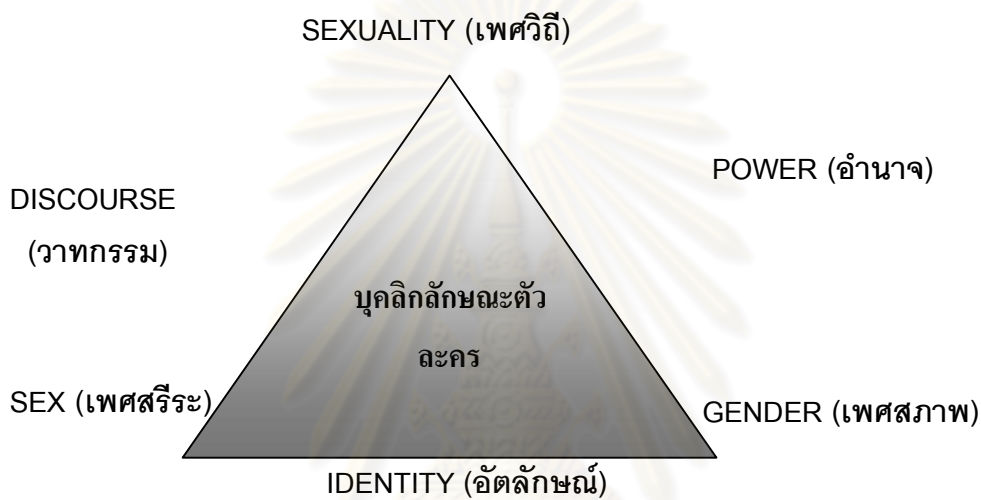 SEXUALITY (เพศวิถี)
POWER (อำนาจ)
DISCOURSE
(วาทกรรม)
บุคลิกลักษณะตัว
ละคร
SEX (เพศสรีระ)
GENDER (เพศสภาพ)
IDENTITY (อัตลักษณ์)